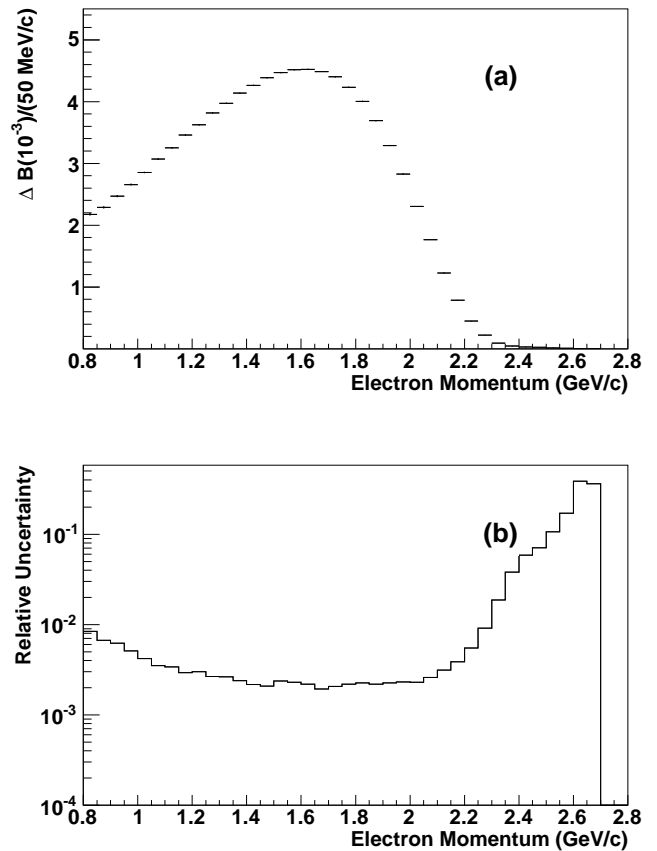 Δ B(10⁻³)/(50 MeV/c)
5
4
3
2
1
(a)
0.8 1 1.2 1.4 1.6 1.8 2 2.2 2.4 2.6 2.8
Electron Momentum (GeV/c)
Relative Uncertainty
10⁻¹
10⁻²
10⁻³
10⁻⁴
(b)
0.8 1 1.2 1.4 1.6 1.8 2 2.2 2.4 2.6 2.8
Electron Momentum (GeV/c)